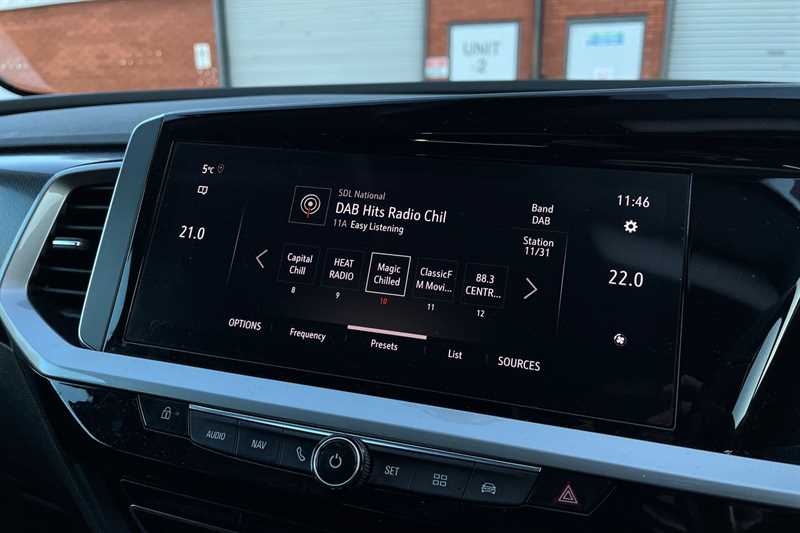 UNIT
-2
5°C
SDL National
DAB Hits Radio Chil
11A Easy Listening
Band
DAB
11:46
21.0
Station
11/31
22.0
Capital
Chill
8
HEAT
RADIO
9
Magic
Chilled
10
ClassicF
M Movi...
11
88.3
CENTR...
12
OPTIONS
Frequency
Presets
List
SOURCES
AUDIO
NAV
SET